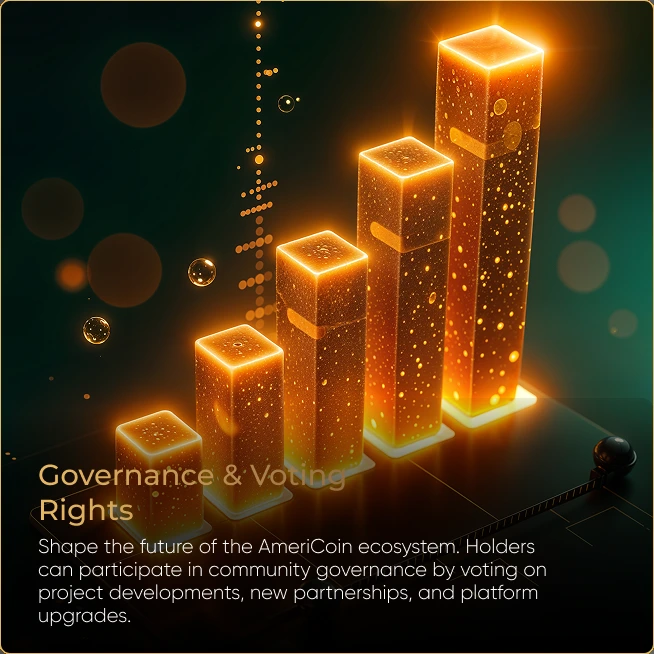 Governance & Voting
Rights
Shape the future of the AmeriCoin ecosystem. Holders
can participate in community governance by voting on
project developments, new partnerships, and platform
upgrades.